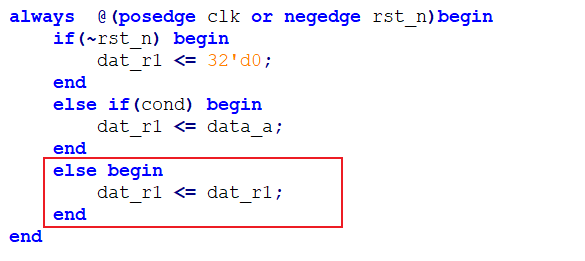 always  @(posedge clk or negedge rst_n)begin
    if(~rst_n) begin
        dat_r1 <= 32'd0;
    end
    else if(cond) begin
        dat_r1 <= data_a;
    end
    else begin
        dat_r1 <= dat_r1;
    end
end